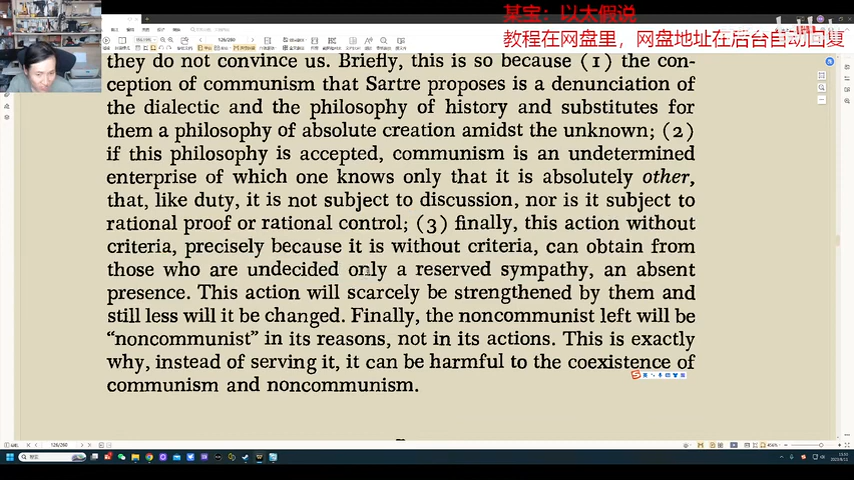 某宝：以太假说
教程在网盘里，网盘地址在后台自动回复
126/260
they do not convince us. Briefly, this is so because (1) the con-
ception of communism that Sartre proposes is a denunciation of
the dialectic and the philosophy of history and substitutes for
them a philosophy of absolute creation amidst the unknown; (2)
if this philosophy is accepted, communism is an undetermined
enterprise of which one knows only that it is absolutely other,
that, like duty, it is not subject to discussion, nor is it subject to
rational proof or rational control; (3) finally, this action without
criteria, precisely because it is without criteria, can obtain from
those who are undecided only a reserved sympathy, an absent
presence. This action will scarcely be strengthened by them and
still less will it be changed. Finally, the noncommunist left will be
“noncommunist” in its reasons, not in its actions. This is exactly
why, instead of serving it, it can be harmful to the coexistence of
communism and noncommunism.
126/260